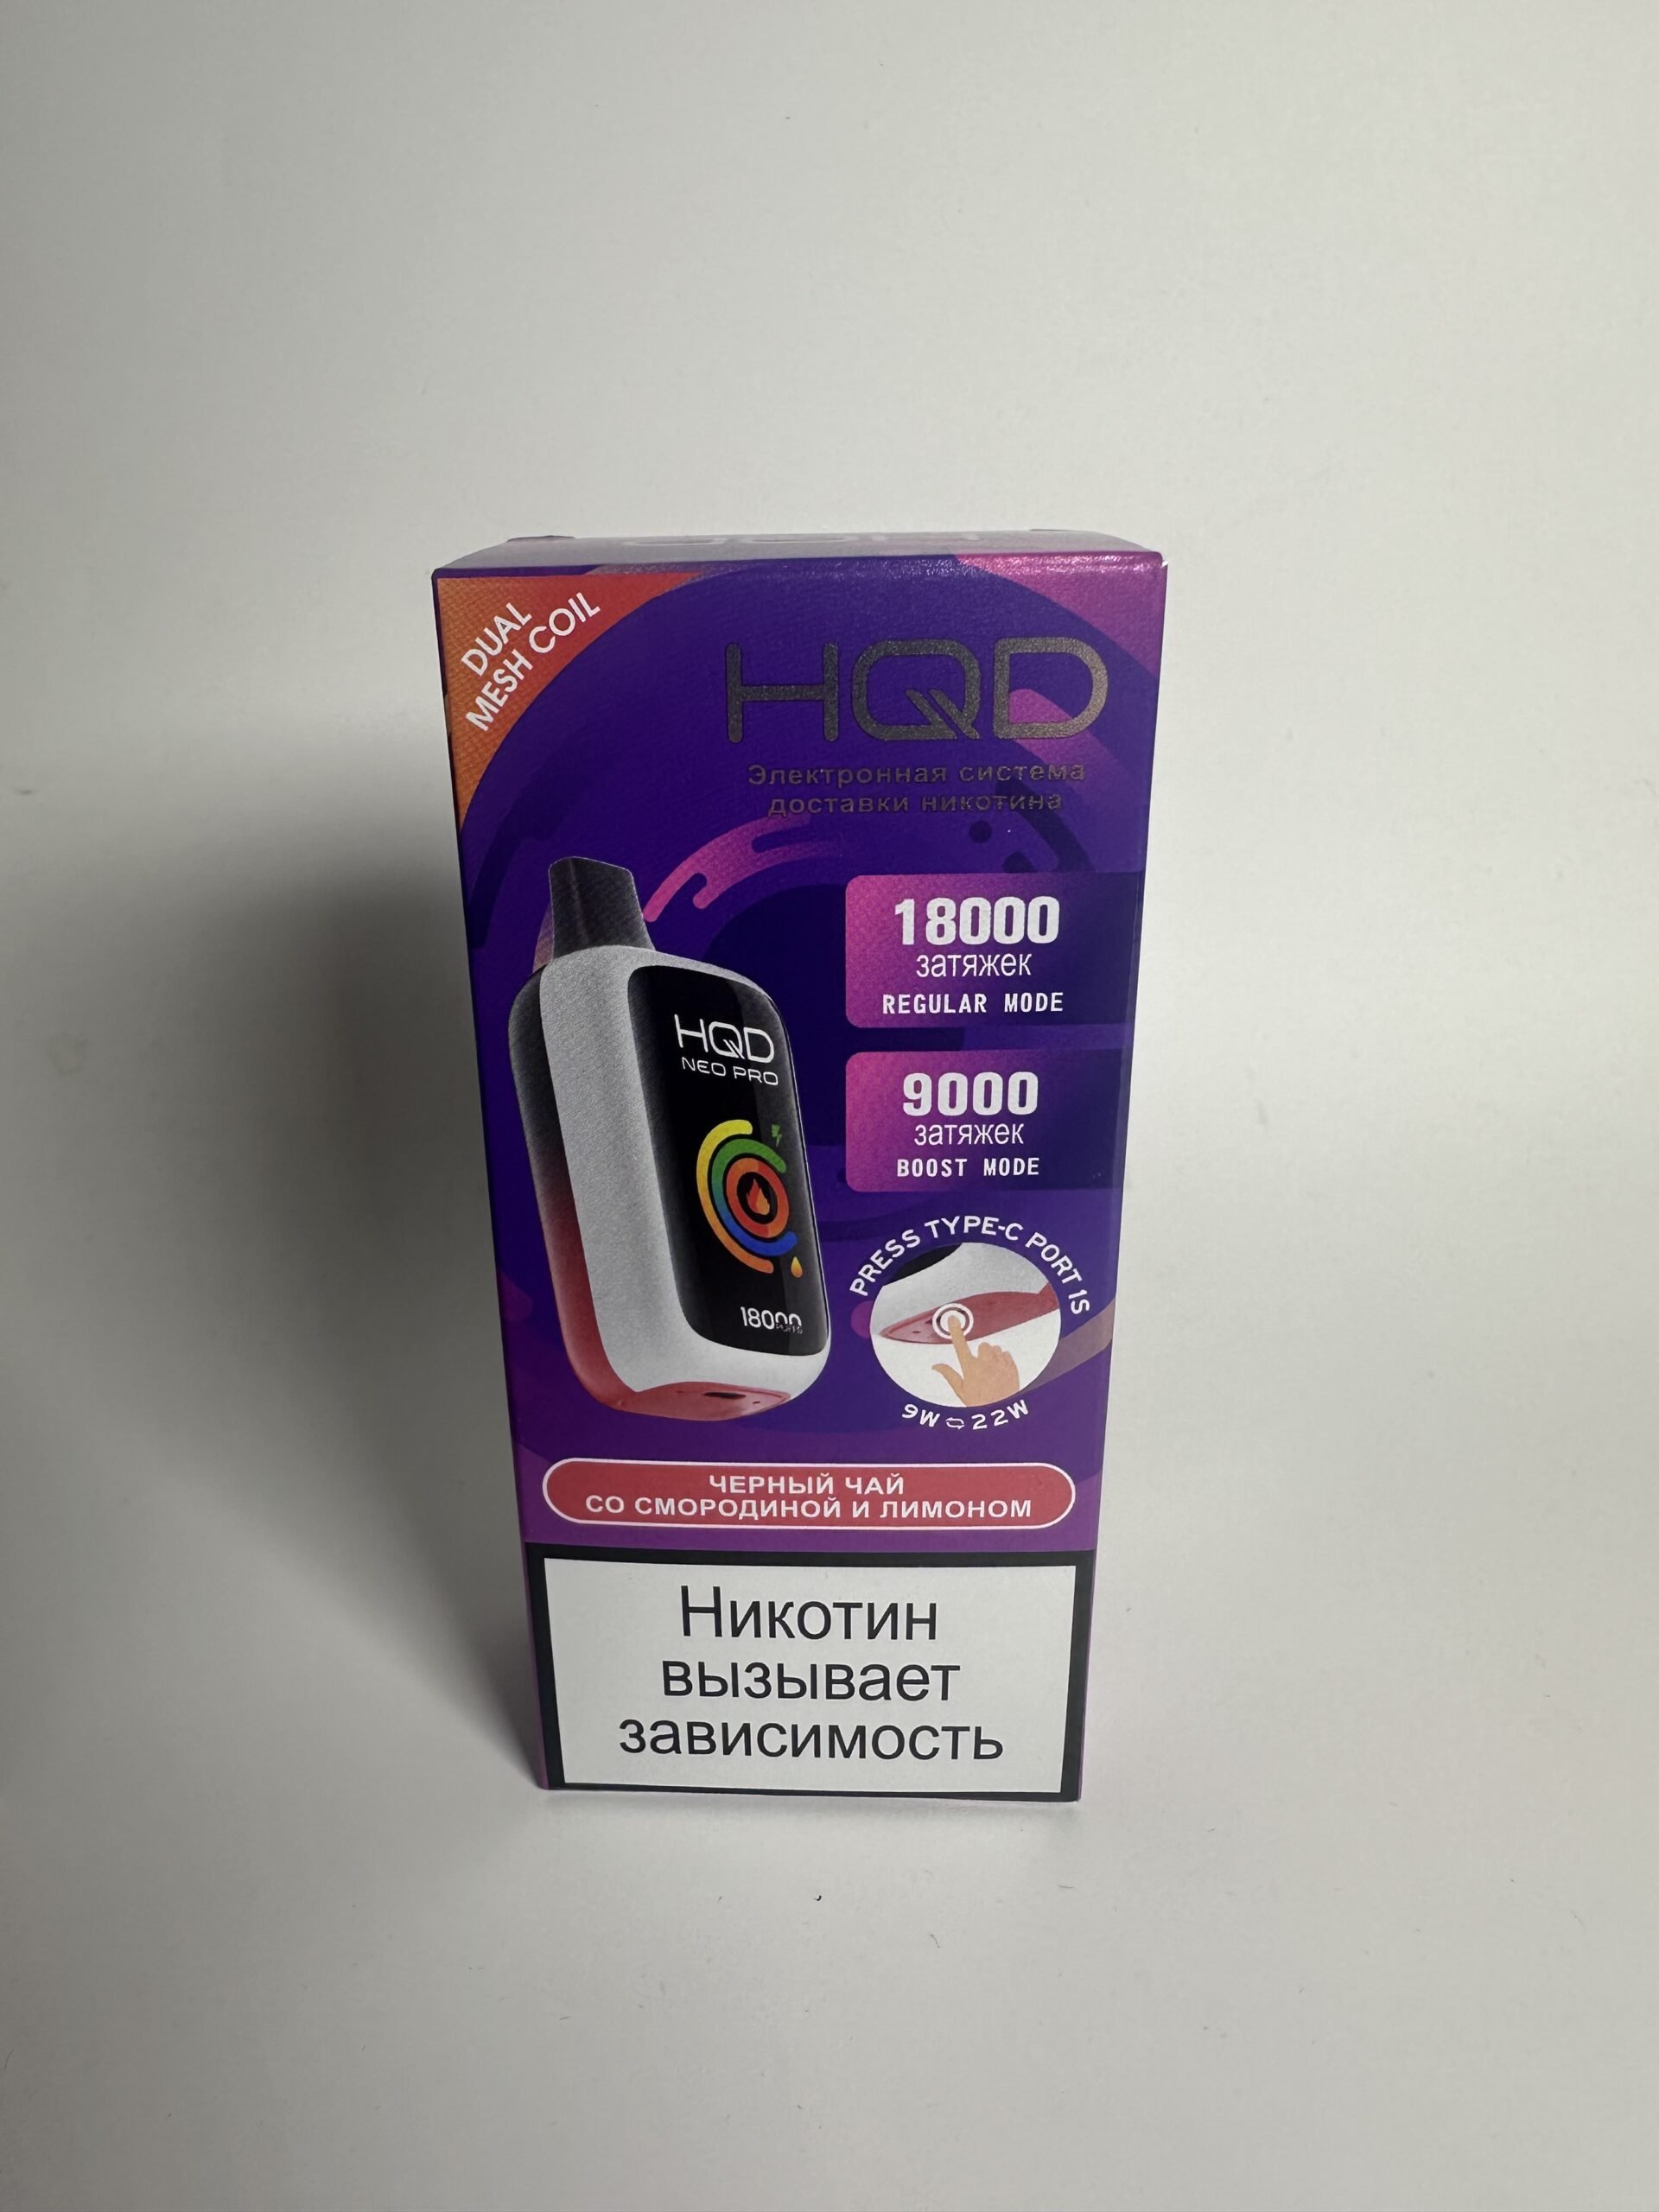 DUAL
MESH COIL
HQD
Электронная система
доставки никотина
18000
затяжек
REGULAR MODE
9000
затяжек
BOOST MODE
HQD
NEO PRO
18000
PRESS TYPE-C PORT 1S
9W 22W
ЧЕРНЫЙ ЧАЙ
СО СМОРОДИНОЙ И ЛИМОНОМ
Никотин
вызывает
зависимость